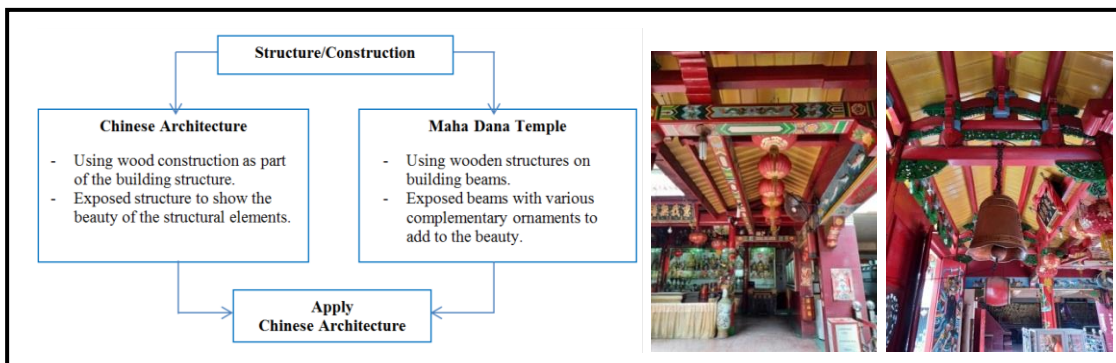 Structure/Construction
Chinese Architecture
- Using wood construction as part
of the building structure.
- Exposed structure to show the
beauty of the structural elements.
Maha Dana Temple
- Using wooden structures on
building beams.
- Exposed beams with various
complementary ornaments to
add to the beauty.
Apply
Chinese Architecture